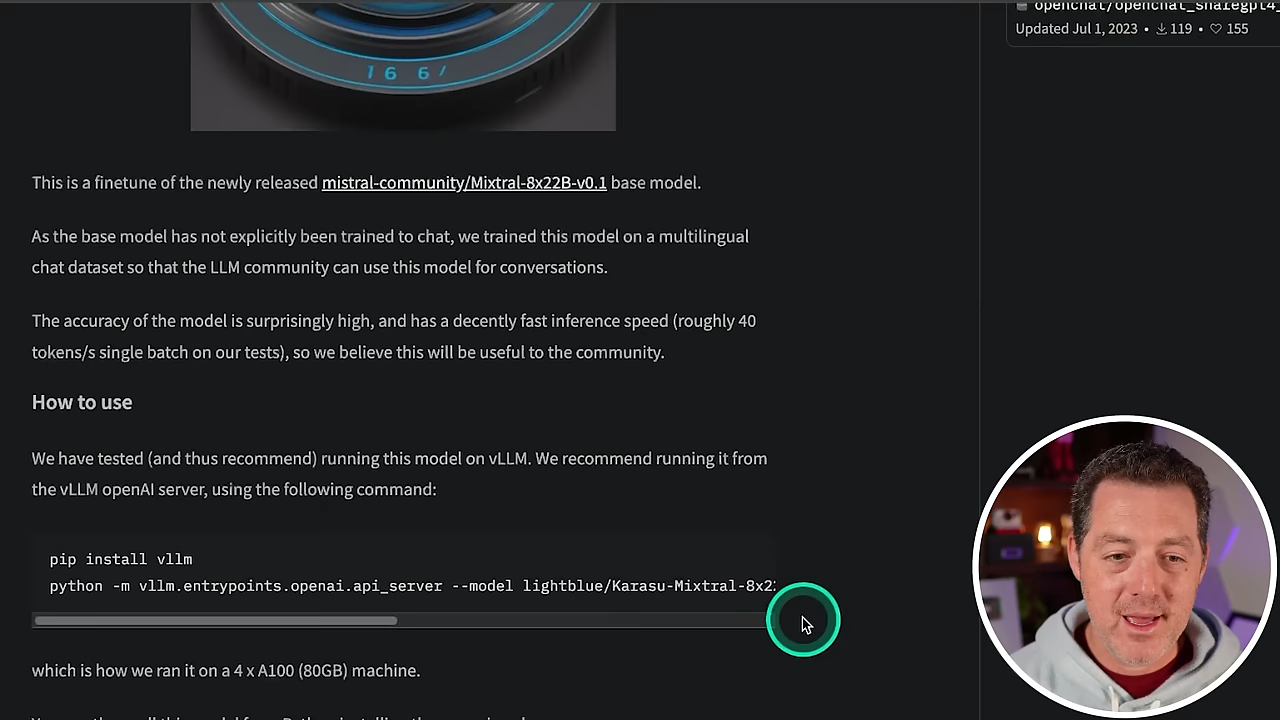 openchat/openchat_sharegpt4_
Updated Jul 1, 2023 • 119 • 155
166/
This is a finetune of the newly released mistral-community/Mixtral-8x22B-v0.1 base model.
As the base model has not explicitly been trained to chat, we trained this model on a multilingual
chat dataset so that the LLM community can use this model for conversations.
The accuracy of the model is surprisingly high, and has a decently fast inference speed (roughly 40
tokens/s single batch on our tests), so we believe this will be useful to the community.
How to use
We have tested (and thus recommend) running this model on vLLM. We recommend running it from
the vLLM openAI server, using the following command:
pip install vllm
python -m vllm.entrypoints.openai.api_server --model lightblue/Karasu-Mixtral-8x2
which is how we ran it on a 4 x A100 (80GB) machine.